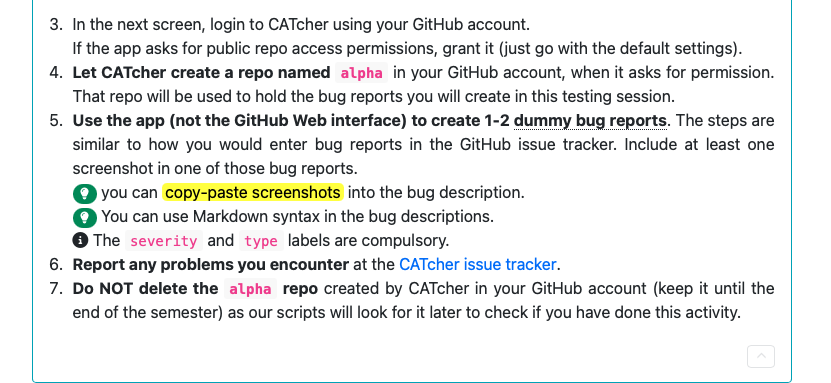 3. In the next screen, login to CATcher using your GitHub account.
If the app asks for public repo access permissions, grant it (just go with the default settings).
4. Let CATcher create a repo named alpha in your GitHub account, when it asks for permission.
That repo will be used to hold the bug reports you will create in this testing session.
5. Use the app (not the GitHub Web interface) to create 1-2 dummy bug reports. The steps are
similar to how you would enter bug reports in the GitHub issue tracker. Include at least one
screenshot in one of those bug reports.
you can copy-paste screenshots into the bug description.
You can use Markdown syntax in the bug descriptions.
The severity and type labels are compulsory.
6. Report any problems you encounter at the CATcher issue tracker.
7. Do NOT delete the alpha repo created by CATcher in your GitHub account (keep it until the
end of the semester) as our scripts will look for it later to check if you have done this activity.